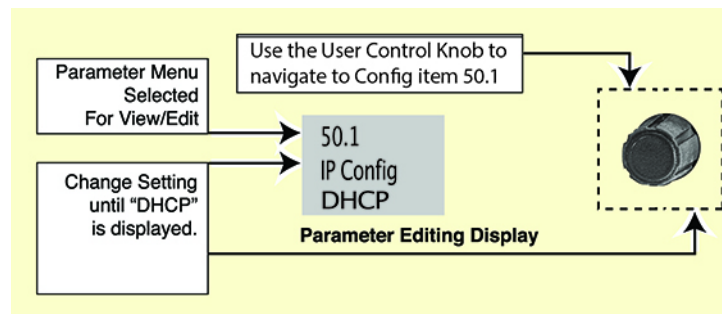 Use the User Control Knob to
navigate to Config item 50.1
Parameter Menu
Selected
For View/Edit
50.1
IP Config
DHCP
Change Setting
until “DHCP”
is displayed.
Parameter Editing Display